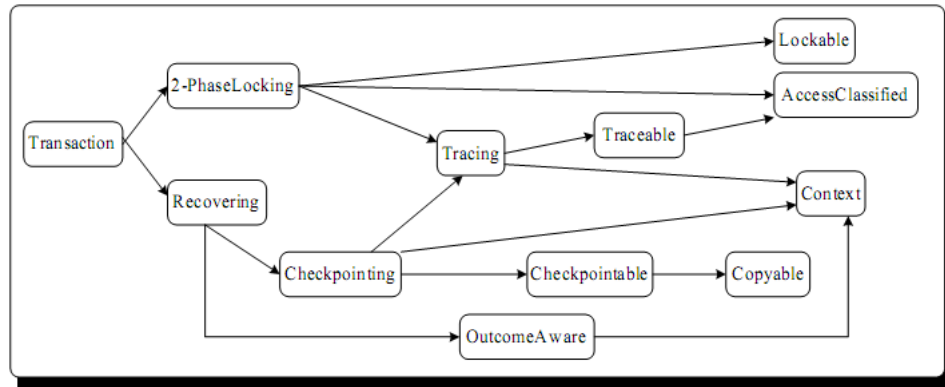 Lockable
2-PhaseLocking
AccessClassified
Transaction
Traceable
Tracing
Recovering
Context
Checkpointing
Checkpointable
Copyable
OutcomeAware